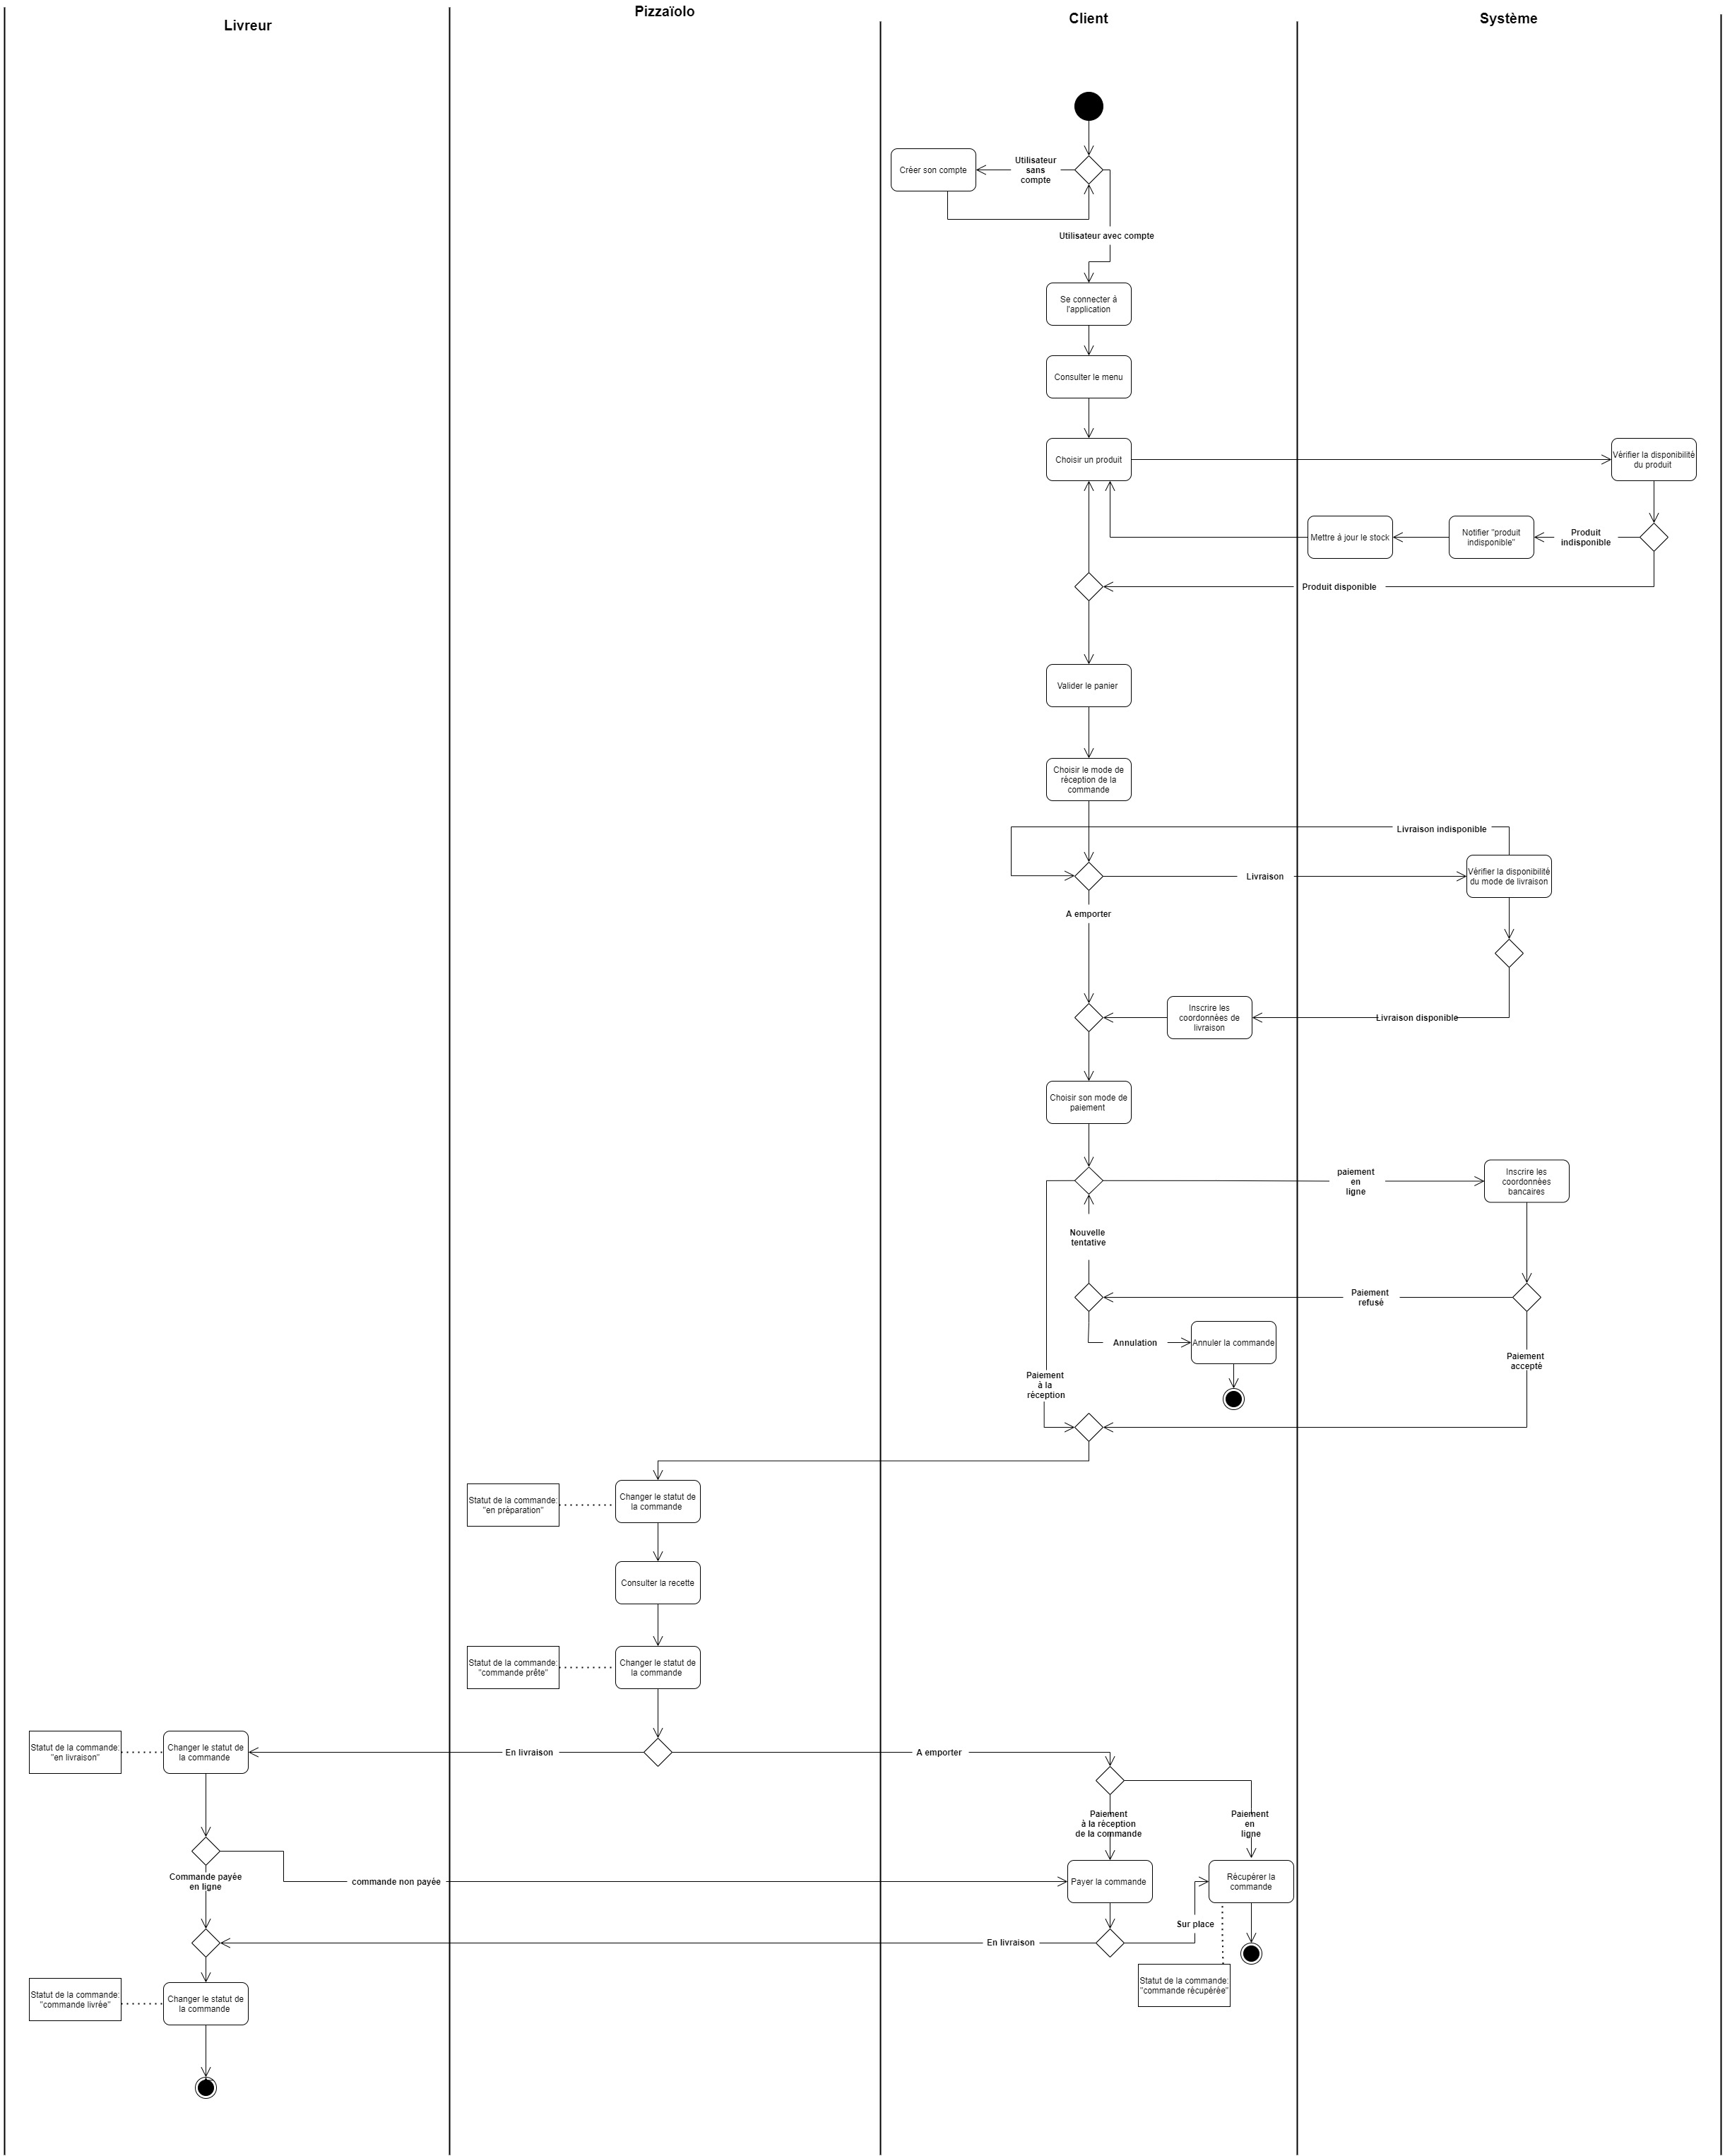 Livreur
Pizzaïolo
Client
Système
Créer son compte
Utilisateur
sans
compte
Utilisateur avec compte
Se connecter à
l'application
Consulter le menu
Choisir un produit
Vérifier la disponibilité
du produit
Mettre à jour le stock
Notifier "produit
indisponible"
Produit
indisponible
Produit disponible
Valider le panier
Choisir le mode de
réception de la
commande
Livraison indisponible
Livraison
Vérifier la disponibilité
du mode de livraison
A emporter
Inscrire les
coordonnées de
livraison
Livraison disponible
Choisir son mode de
paiement
paiement
en
ligne
Inscrire les
coordonnées
bancaires
Nouvelle
tentative
Paiement
refusé
Annulation
Annuler la commande
Paiement
accepté
Paiement
à la
réception
Statut de la commande:
"en préparation"
Changer le statut de
la commande
Consulter la recette
Statut de la commande:
"commande prête"
Changer le statut de
la commande
Statut de la commande:
"en livraison"
Changer le statut de
la commande
En livraison
A emporter
Paiement
à la réception
de la commande
Paiement
en
ligne
Commande payée
en ligne
commande non payée
Payer la commande
Récupérer la
commande
Sur place
En livraison
Statut de la commande:
"commande récupérée"
Statut de la commande:
"commande livrée"
Changer le statut de
la commande